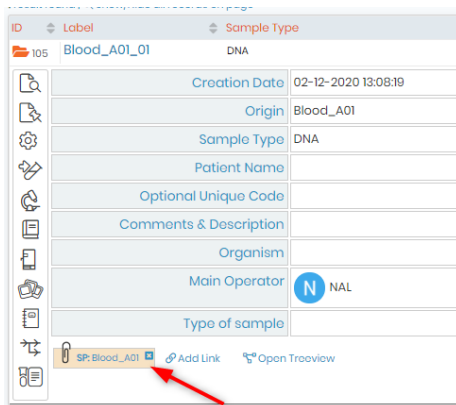 ID Label Sample Type
105 Blood_A01_01 DNA
Creation Date 02-12-2020 13:08:19
Origin Blood_A01
Sample Type DNA
Patient Name
Optional Unique Code
Comments & Description
Organism
Main Operator N NAL
Type of sample
SP: Blood_A01 x Add Link Open Treeview